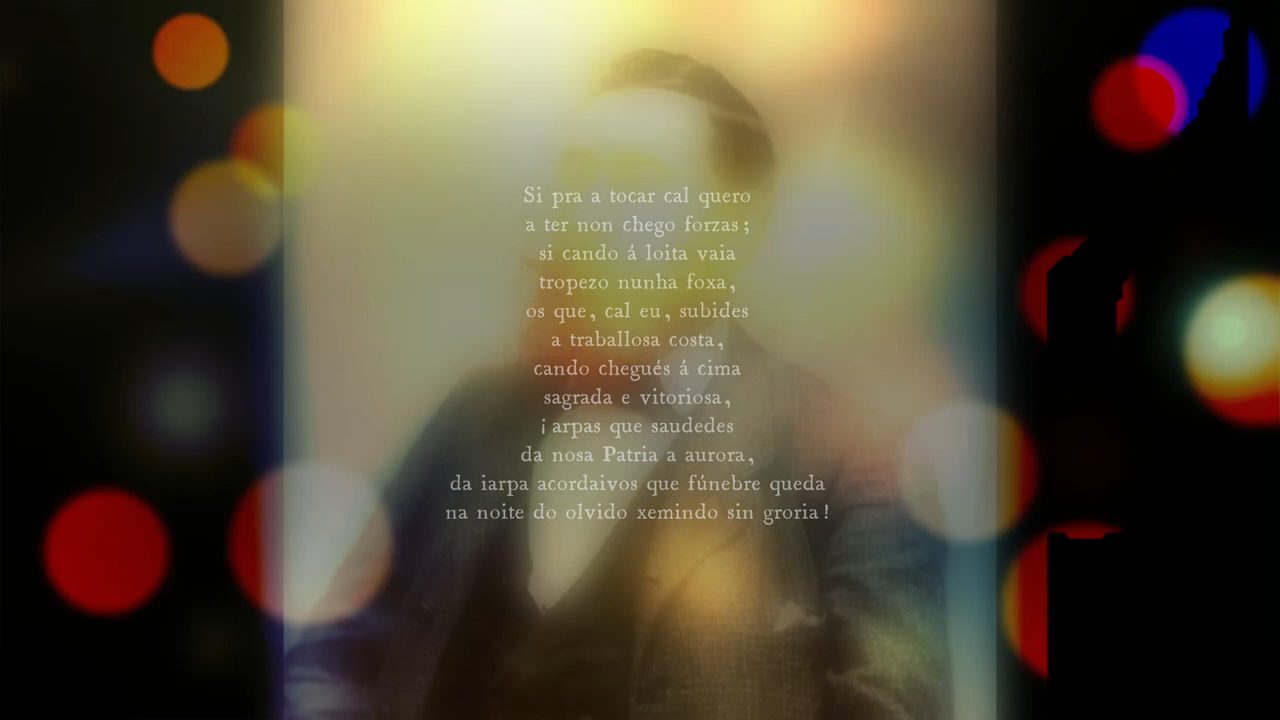 Si pra a tocar cal quero
a ter non chego forzas;
si cando á loita vaia
tropezo nunha foxa,
os que, cal eu, subides
a traballosa costa,
cando chegués á cima
sagrada e vitoriosa,
¡arpas que saudedes
da nosa Patria a aurora,
da iarpa acordaivos que fúnebre queda
na noite do olvido xemindo sin groria!